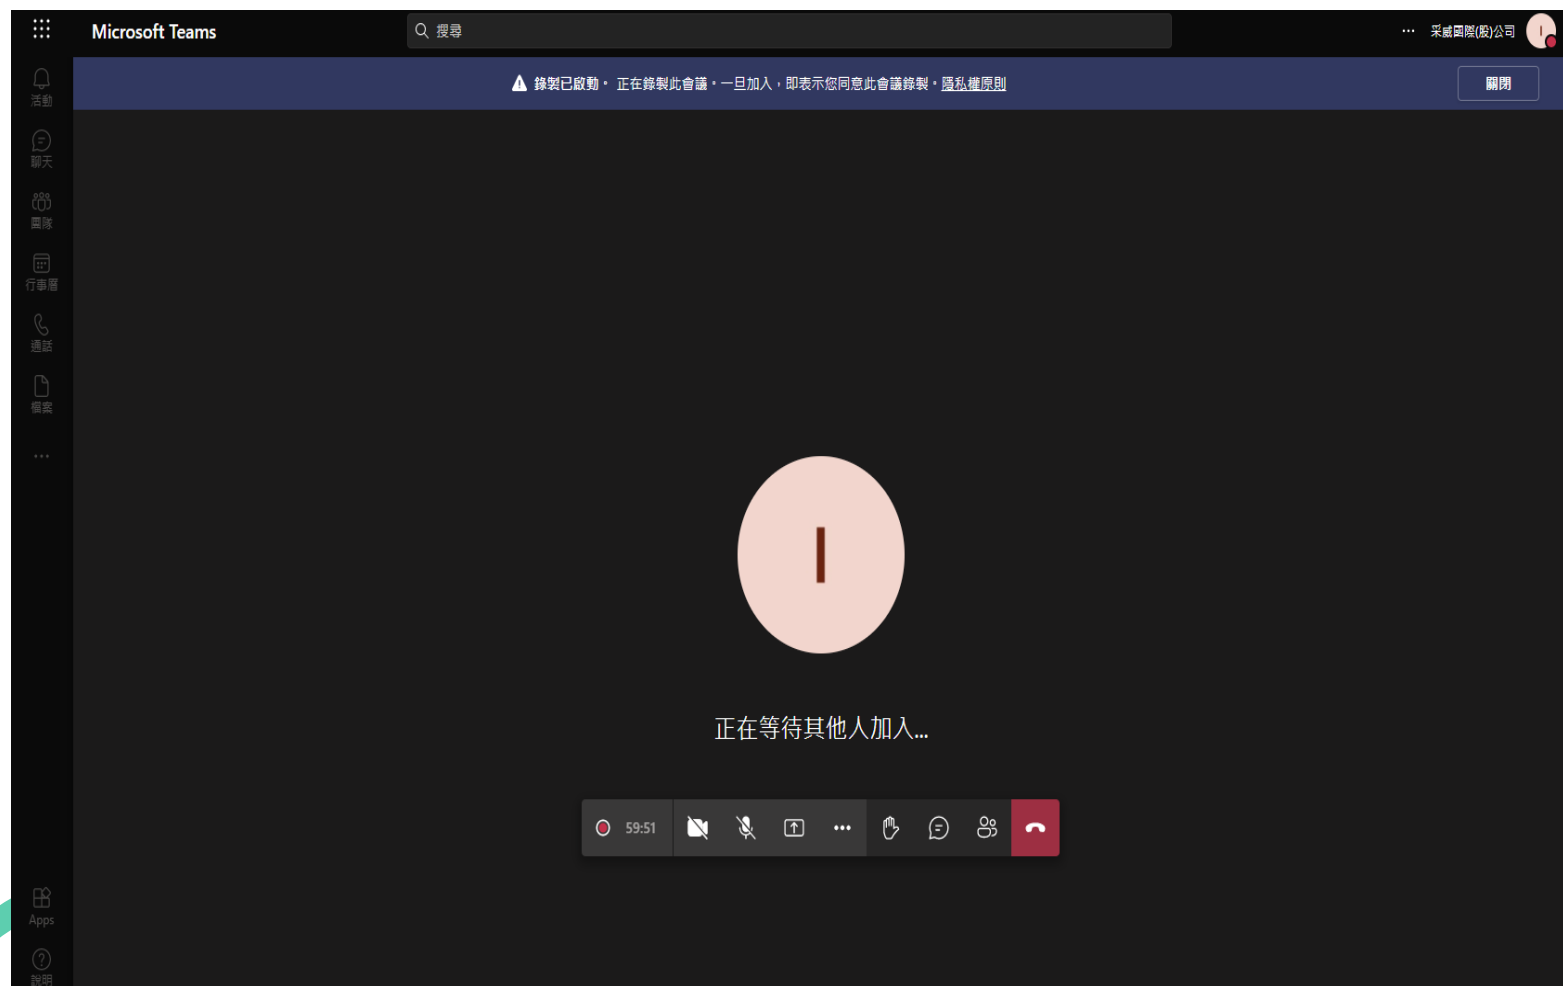 Microsoft Teams
搜尋
采威國際(股)公司
I
錄製已啟動。 正在錄製此會議。一旦加入,即表示您同意此會議錄製。隱私權原則
關閉
活動
聊天
團隊
行事曆
通話
檔案
I
正在等待其他人加入...
59:51
Apps
說明